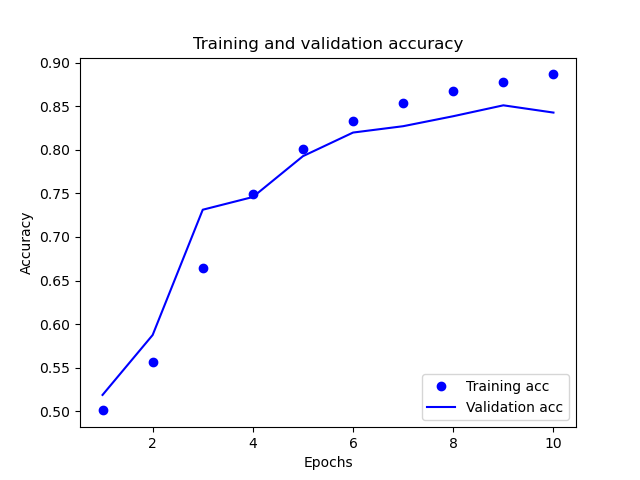 Training and validation accuracy
0.90
0.85
0.80
0.75
0.70
0.65
0.60
0.55
0.50
Accuracy
Training acc
Validation acc
2 4 6 8 10
Epochs